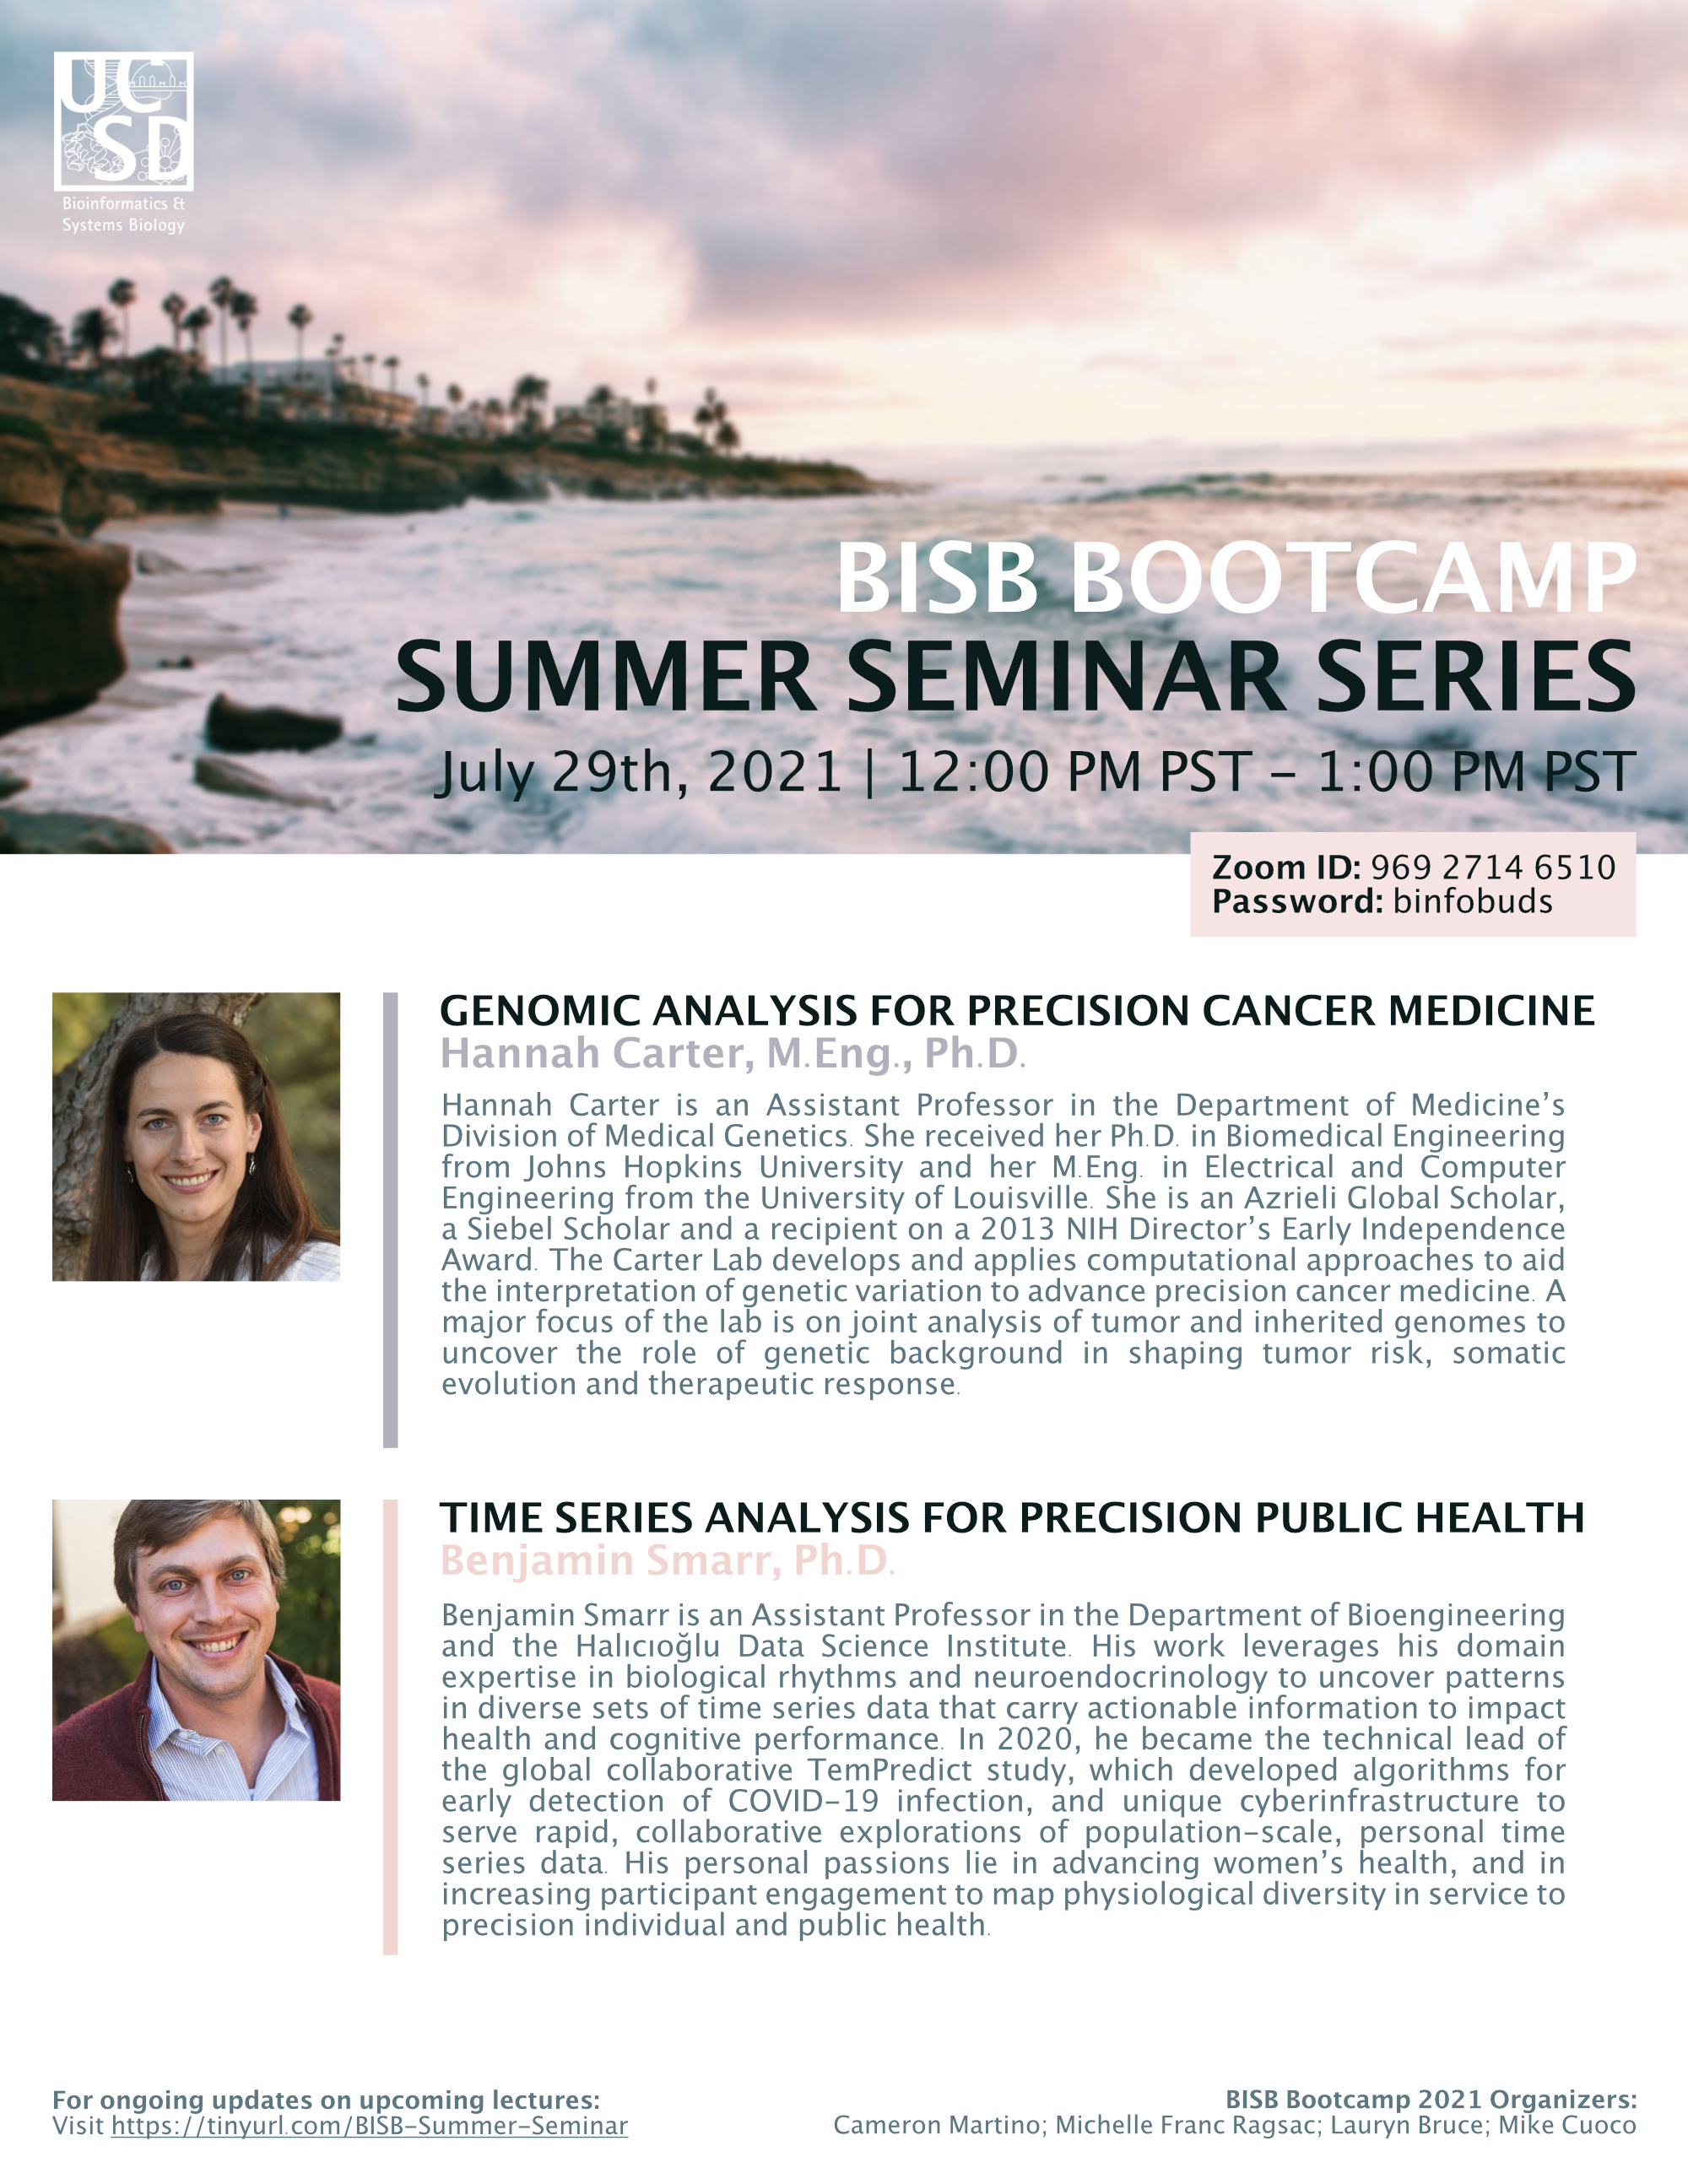 UC
SD
Bioinformatics &
Systems Biology
BISB BOOTCAMP
SUMMER SEMINAR SERIES
July 29th, 2021 | 12:00 PM PST – 1:00 PM PST
Zoom ID: 969 2714 6510
Password: binfobuds
GENOMIC ANALYSIS FOR PRECISION CANCER MEDICINE
Hannah Carter, M.Eng., Ph.D.
Hannah Carter is an Assistant Professor in the Department of Medicine's
Division of Medical Genetics. She received her Ph.D. in Biomedical Engineering
from Johns Hopkins University and her M.Eng. in Electrical and Computer
Engineering from the University of Louisville. She is an Azrieli Global Scholar,
a Siebel Scholar and a recipient on a 2013 NIH Director's Early Independence
Award. The Carter Lab develops and applies computational approaches to aid
the interpretation of genetic variation to advance precision cancer medicine. A
major focus of the lab is on joint analysis of tumor and inherited genomes to
uncover the role of genetic background in shaping tumor risk, somatic
evolution and therapeutic response.
TIME SERIES ANALYSIS FOR PRECISION PUBLIC HEALTH
Benjamin Smarr, Ph.D.
Benjamin Smarr is an Assistant Professor in the Department of Bioengineering
and the Halıcıoğlu Data Science Institute. His work leverages his domain
expertise in biological rhythms and neuroendocrinology to uncover patterns
in diverse sets of time series data that carry actionable information to impact
health and cognitive performance. In 2020, he became the technical lead of
the global collaborative TemPredict study, which developed algorithms for
early detection of COVID-19 infection, and unique cyberinfrastructure to
serve rapid, collaborative explorations of population-scale, personal time
series data. His personal passions lie in advancing women's health, and in
increasing participant engagement to map physiological diversity in service to
precision individual and public health.
For ongoing updates on upcoming lectures:
Visit https://tinyurl.com/BISB-Summer-Seminar
BISB Bootcamp 2021 Organizers:
Cameron Martino; Michelle Franc Ragsac; Lauryn Bruce; Mike Cuoco